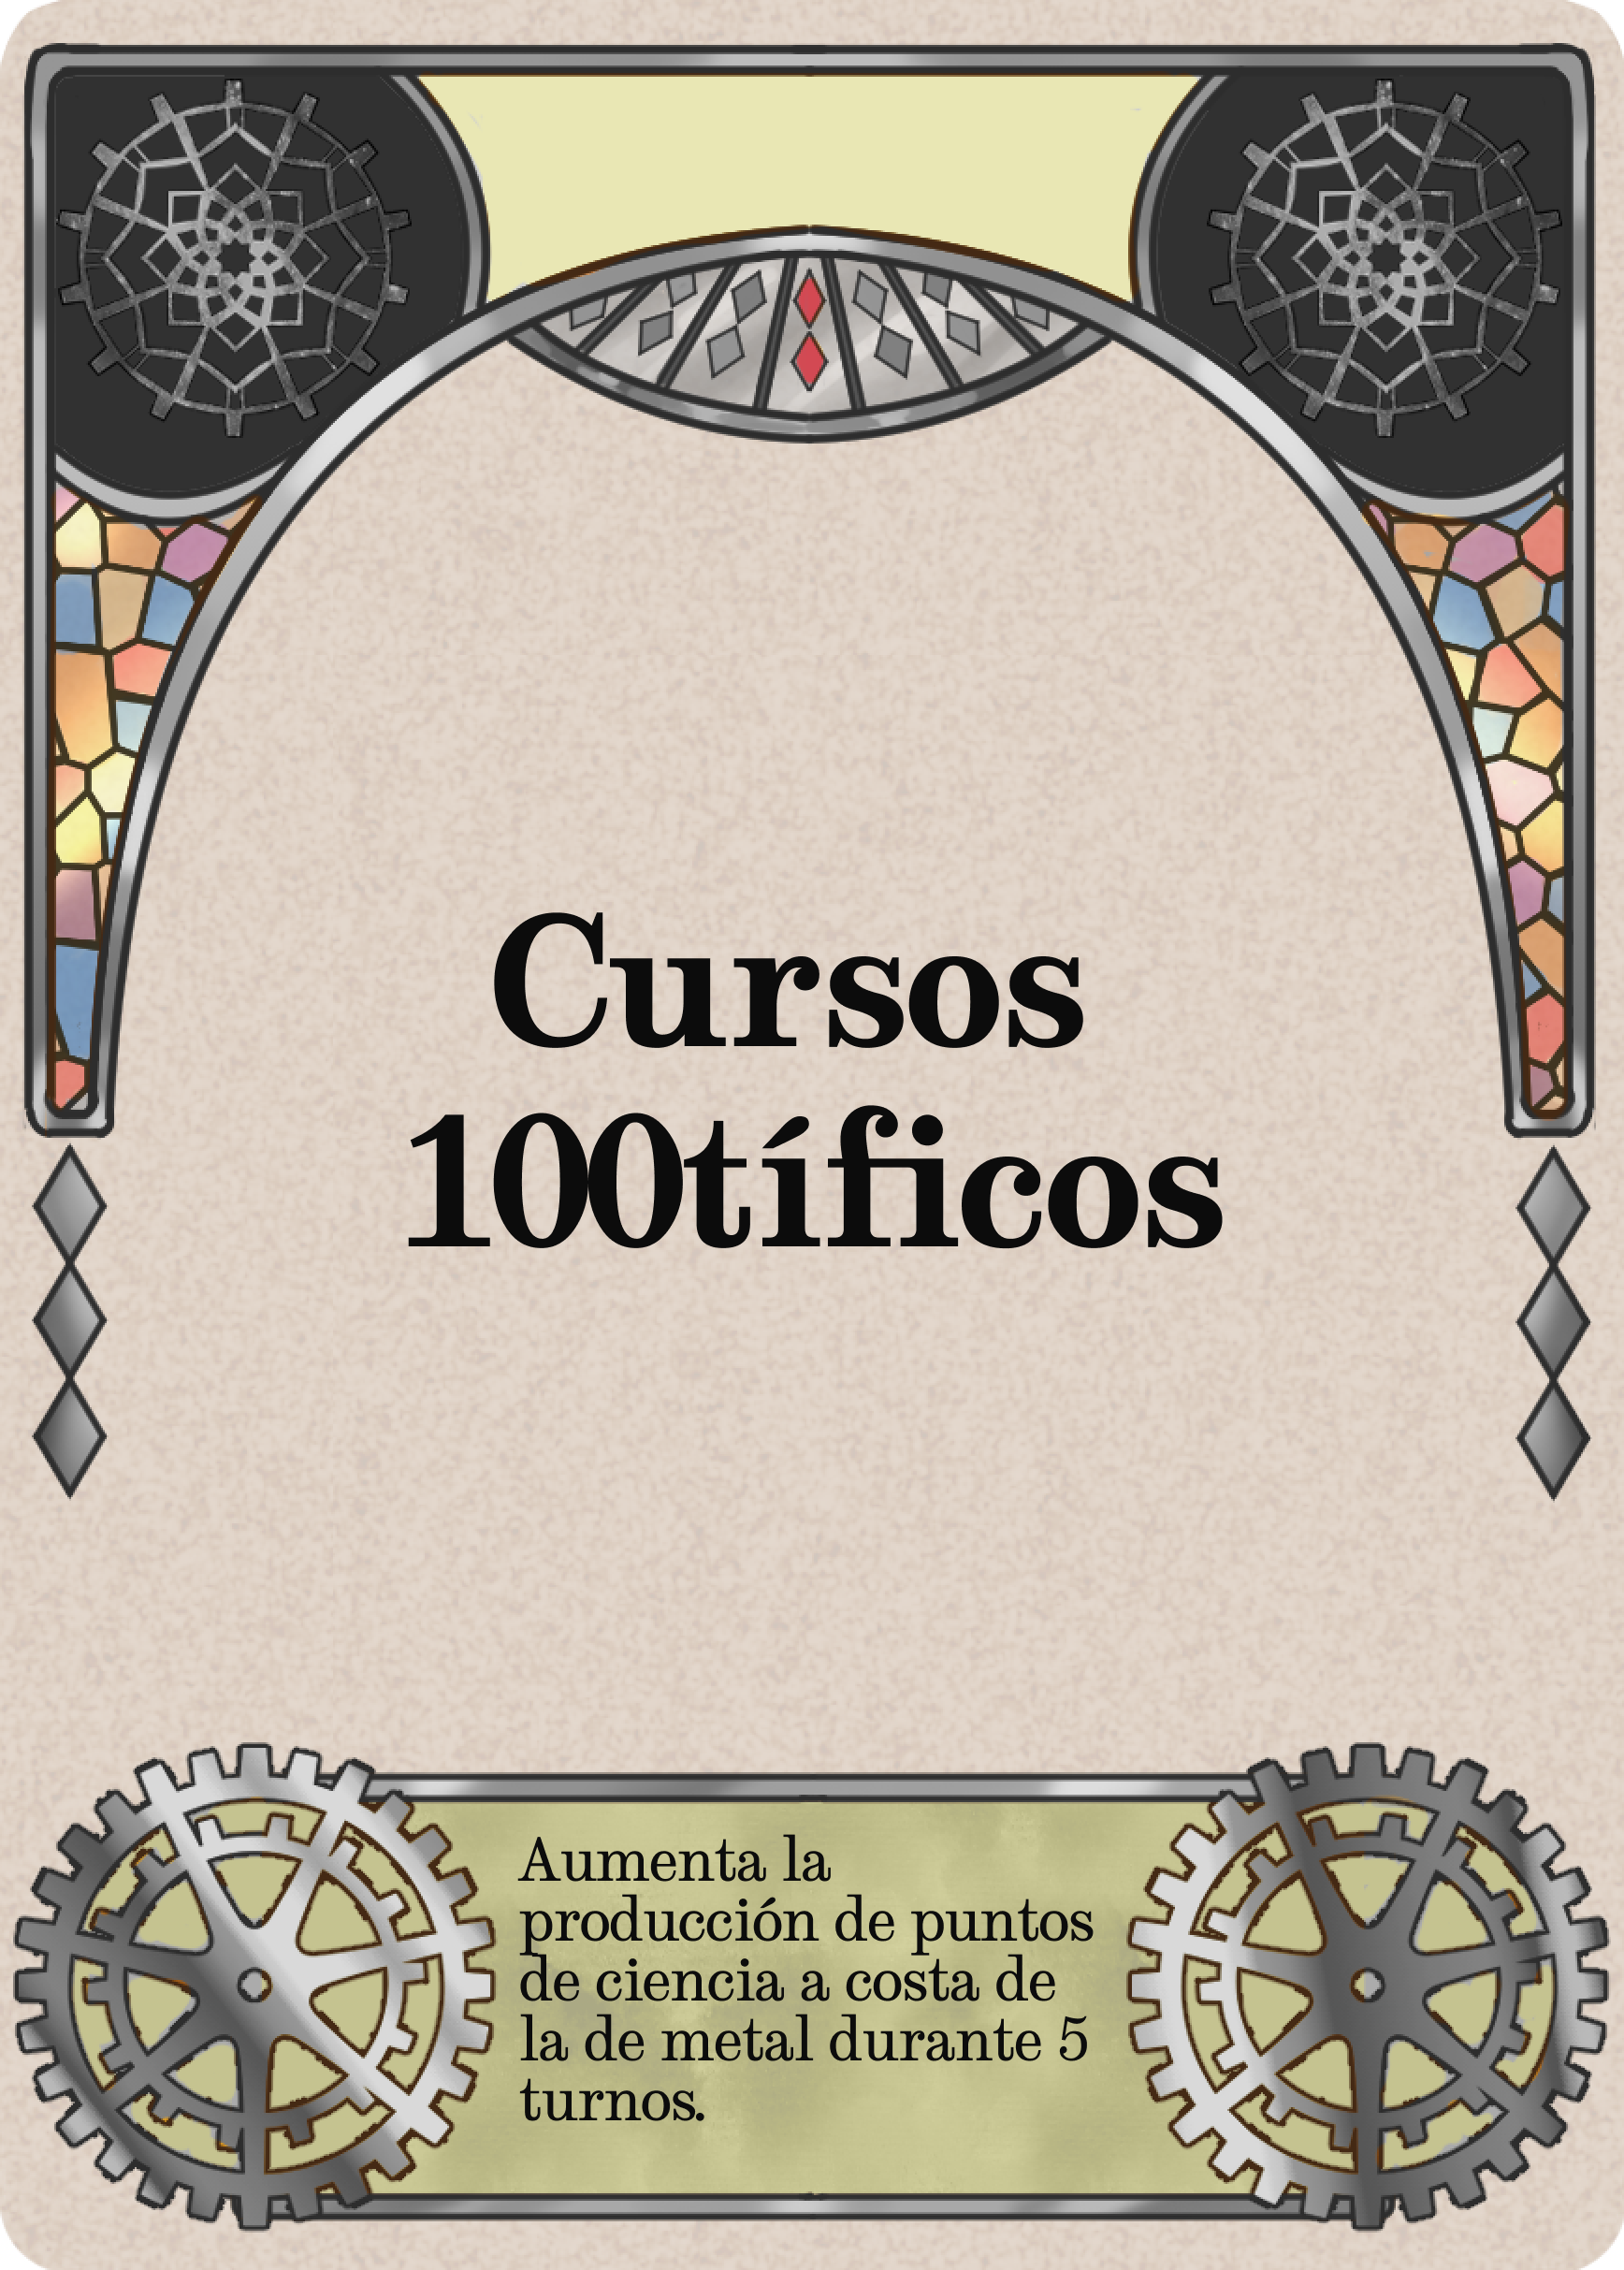 Cursos
100tíficos
Aumenta la
producción de puntos
de ciencia a costa de
la de metal durante 5
turnos.